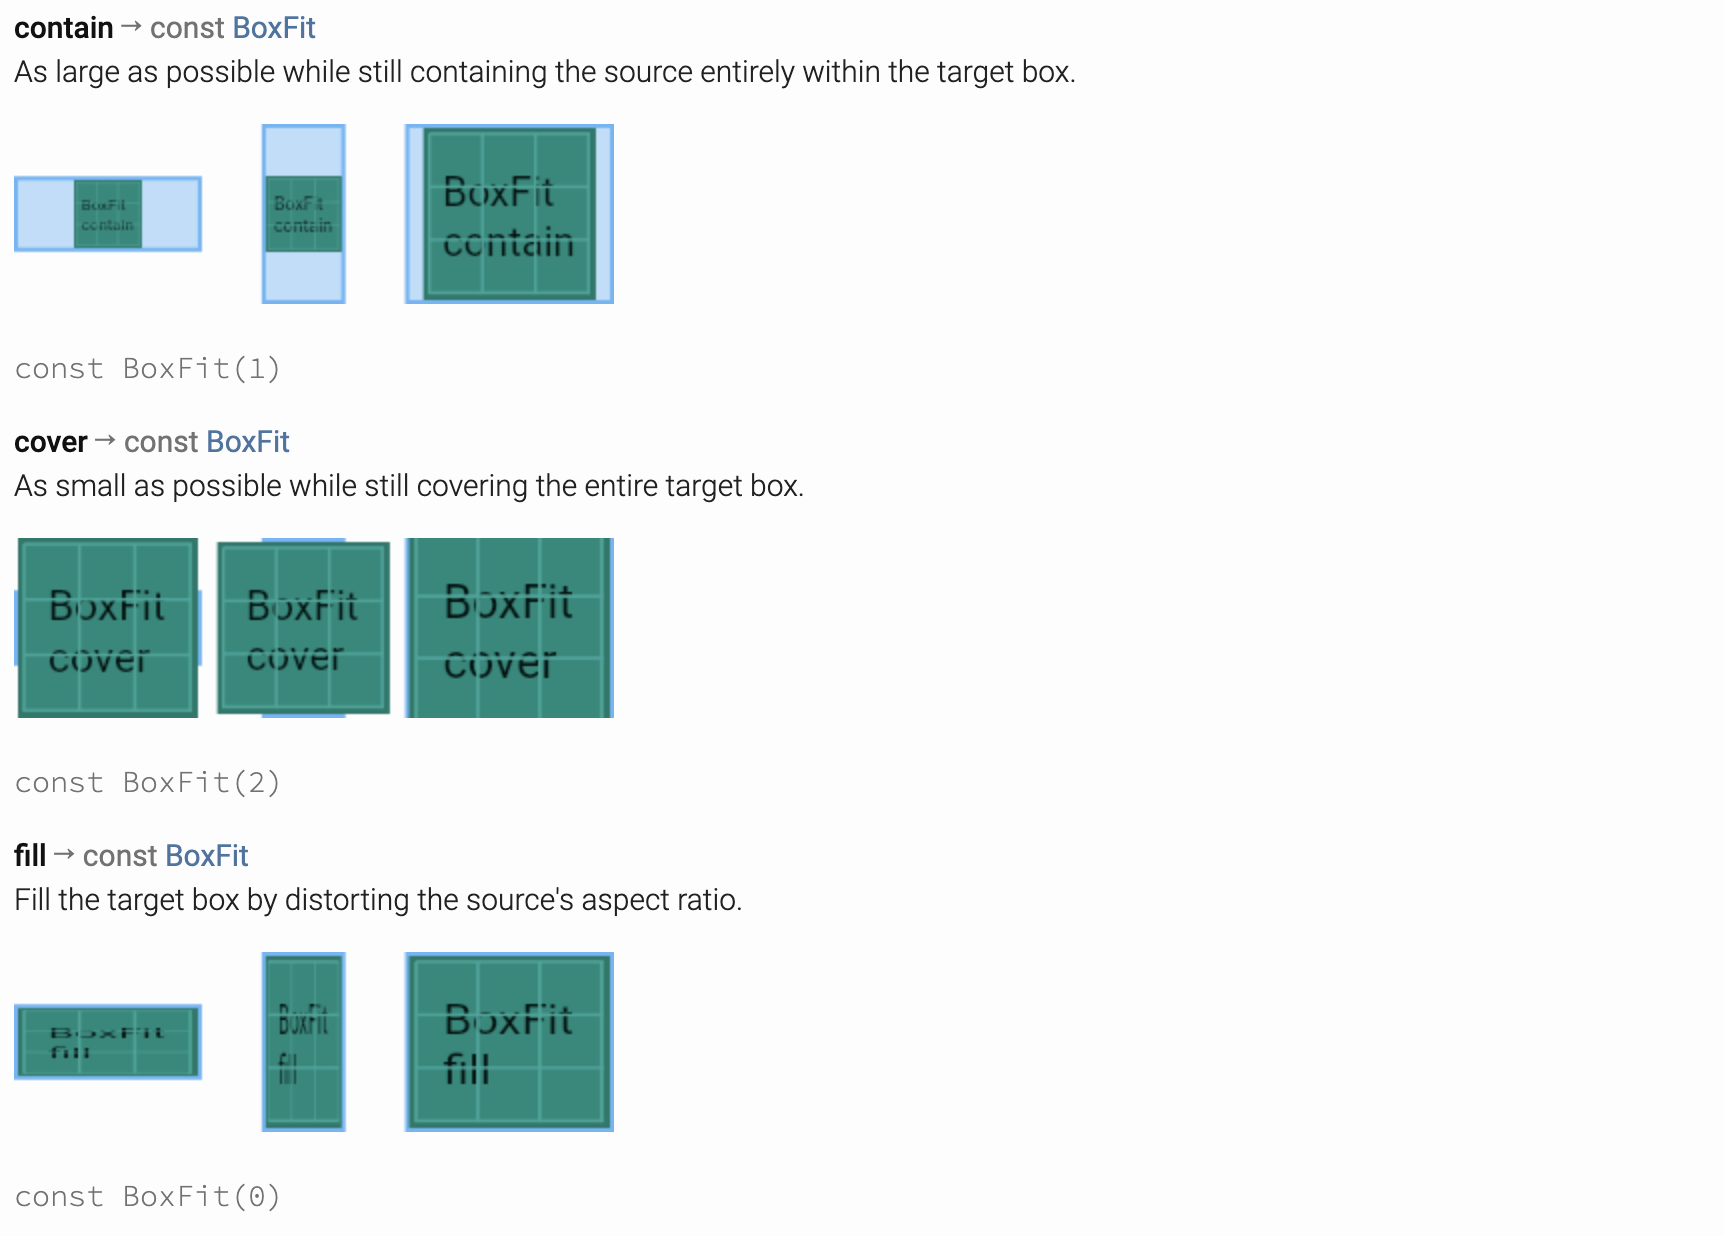 contain → const BoxFit
As large as possible while still containing the source entirely within the target box.
BoxFit
contain
BoxFit
contain
BoxFit
contain
const BoxFit(1)
cover → const BoxFit
As small as possible while still covering the entire target box.
BoxFit
cover
BoxFit
cover
BoxFit
cover
const BoxFit(2)
fill → const BoxFit
Fill the target box by distorting the source's aspect ratio.
BoxFit
fill
BoxFit
fill
BoxFit
fill
const BoxFit(0)